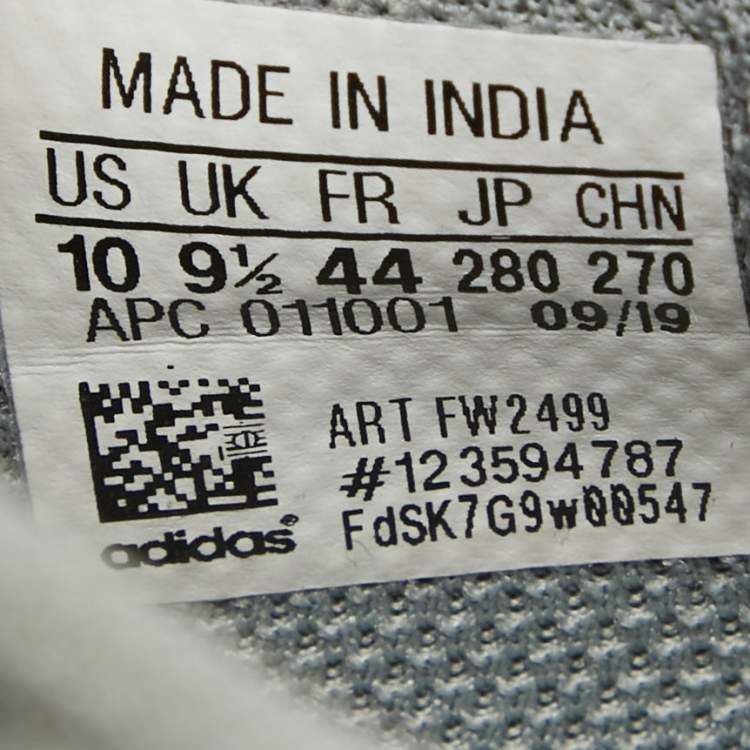 MADE IN INDIA
US UK FR JP CHN
10 9½ 44 280 270
APC 011001 09/19
ART FW2499
#123594787
FdSK7G9w00547
adidas®